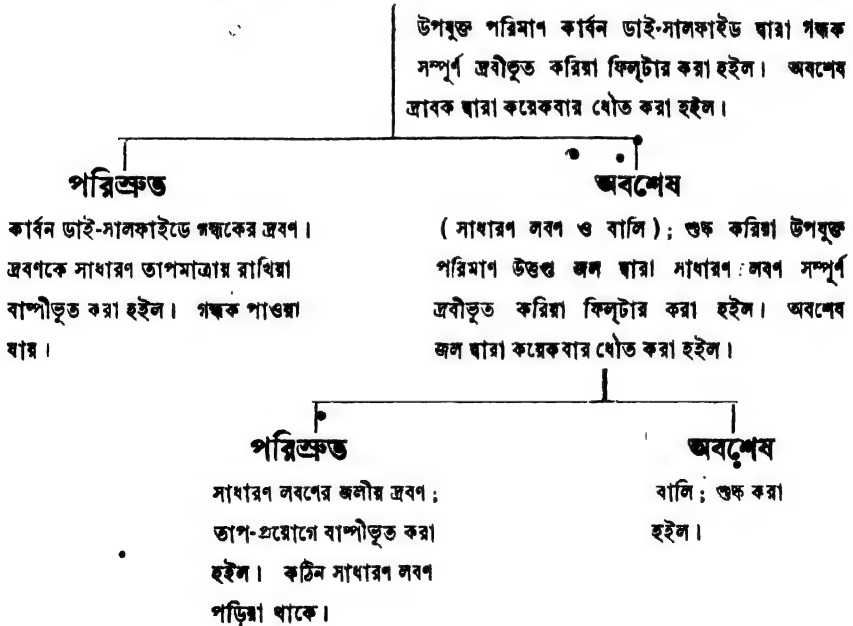 উপযুক্ত পরিমাণ কার্বন ডাই-সালফাইড দ্বারা গন্ধক
সম্পূর্ণ দ্রবীভূত করিয়া ফিল্‌টার করা হইল। অবশেষ
দ্রাবক দ্বারা কয়েকবার ধৌত করা হইল।
পরিস্রুত
কার্বন ডাই-সালফাইডে গন্ধকের দ্রবণ।
দ্রবণকে সাধারণ তাপমাত্রায় রাখিয়া
বাষ্পীভূত করা হইল। গন্ধক পাওয়া
যায়।
অবশেষ
( সাধারণ লবণ ও বালি ) ; শুষ্ক করিয়া উপযুক্ত
পরিমাণ উত্তপ্ত জল দ্বারা সাধারণ লবণ সম্পূর্ণ
দ্রবীভূত করিয়া ফিল্‌টার করা হইল। অবশেষ
জল দ্বারা কয়েকবার ধৌত করা হইল।
পরিস্রুত
সাধারণ লবণের জলীয় দ্রবণ ;
তাপ-প্রয়োগে বাষ্পীভূত করা
হইল। কঠিন সাধারণ লবণ
পড়িয়া থাকে।
অবশেষ
বালি ; শুষ্ক করা
হইল।